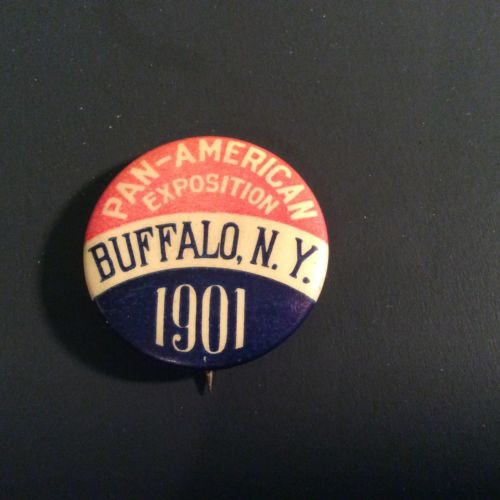 PAN-AMERICAN
EXPOSITION
BUFFALO, N. Y.
1901